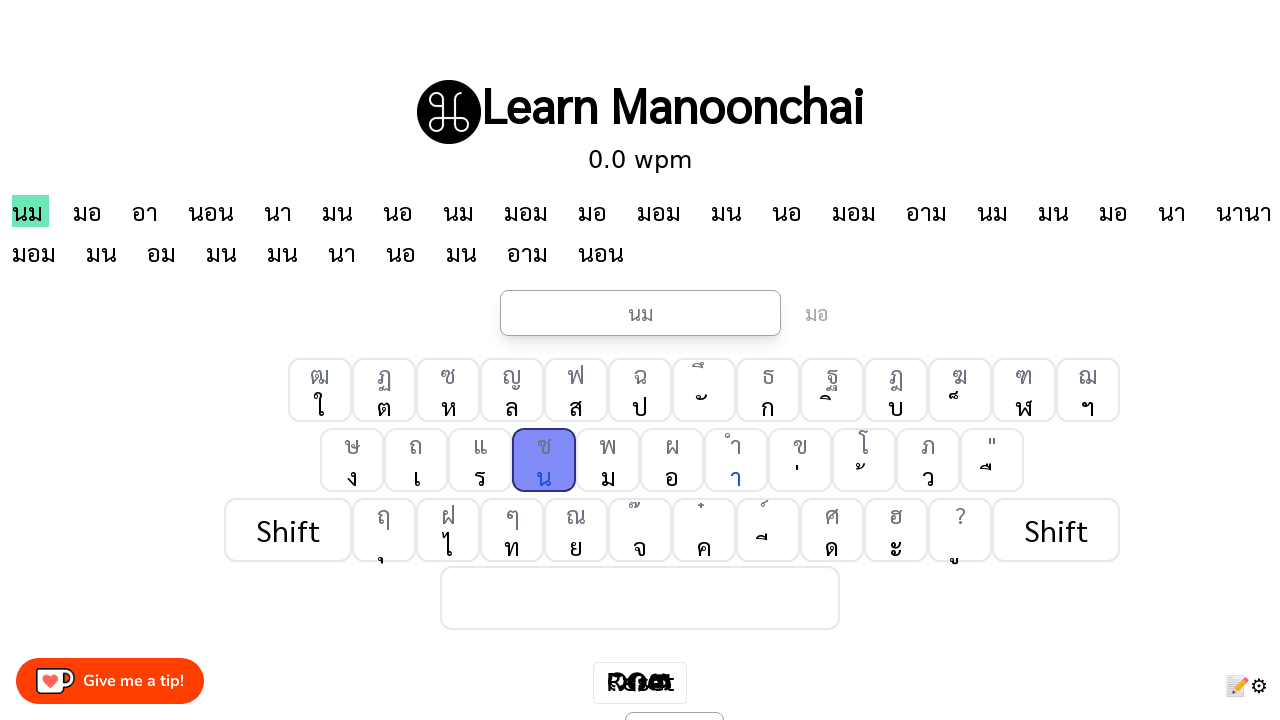 Learn Manoonchai
0.0 wpm
นม มอ อา นอน นา มน นอ นม มอม มอ มอม มน นอ มอม อาม นม มน มอ นา นานา
มอม มน อม มน มน นา นอ มน อาม นอน
นม มอ
ฒ ฏ ซ ญ ฟ ฉ ึ ธ ฐ ฎ ฆ ฑ ฌ
ใ ต ห ล ส ป ั ก ิ บ ็ ฬ ฯ
ษ ถ แ ช พ ผ ำ ข โ ภ "
ง เ ร น ม อ า ่ ้ ว ื
Shift ฤ ฝ ๆ ณ ๊ ๋ ์ ศ ฮ ? Shift
ุ ไ ท ย จ ค ี ด ะ ู
Give me a tip!
Reset